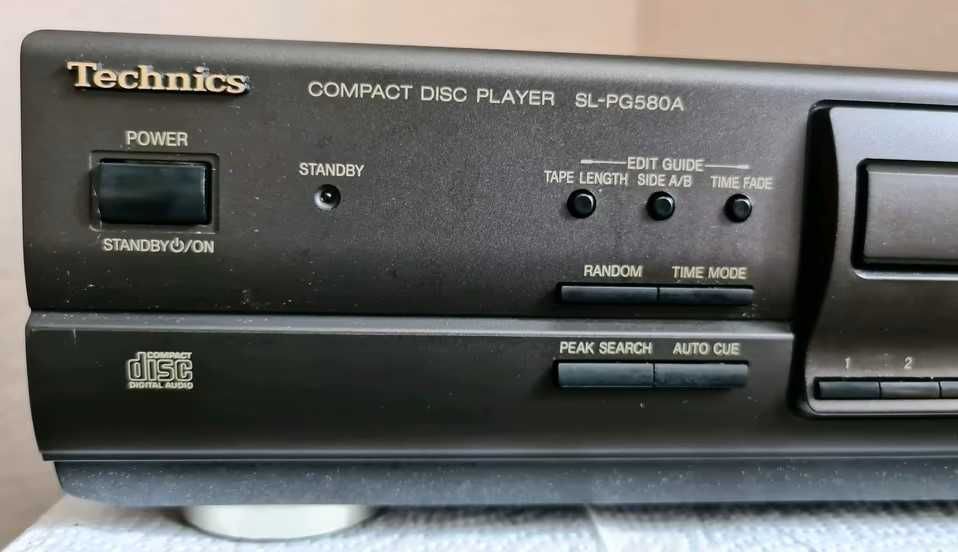 Technics
COMPACT DISC PLAYER SL-PG580A
POWER
STANDBY⏻/ON
STANDBY
EDIT GUIDE
TAPE LENGTH SIDE A/B TIME FADE
RANDOM TIME MODE
PEAK SEARCH AUTO CUE
COMPACT
disc
DIGITAL AUDIO
1 2